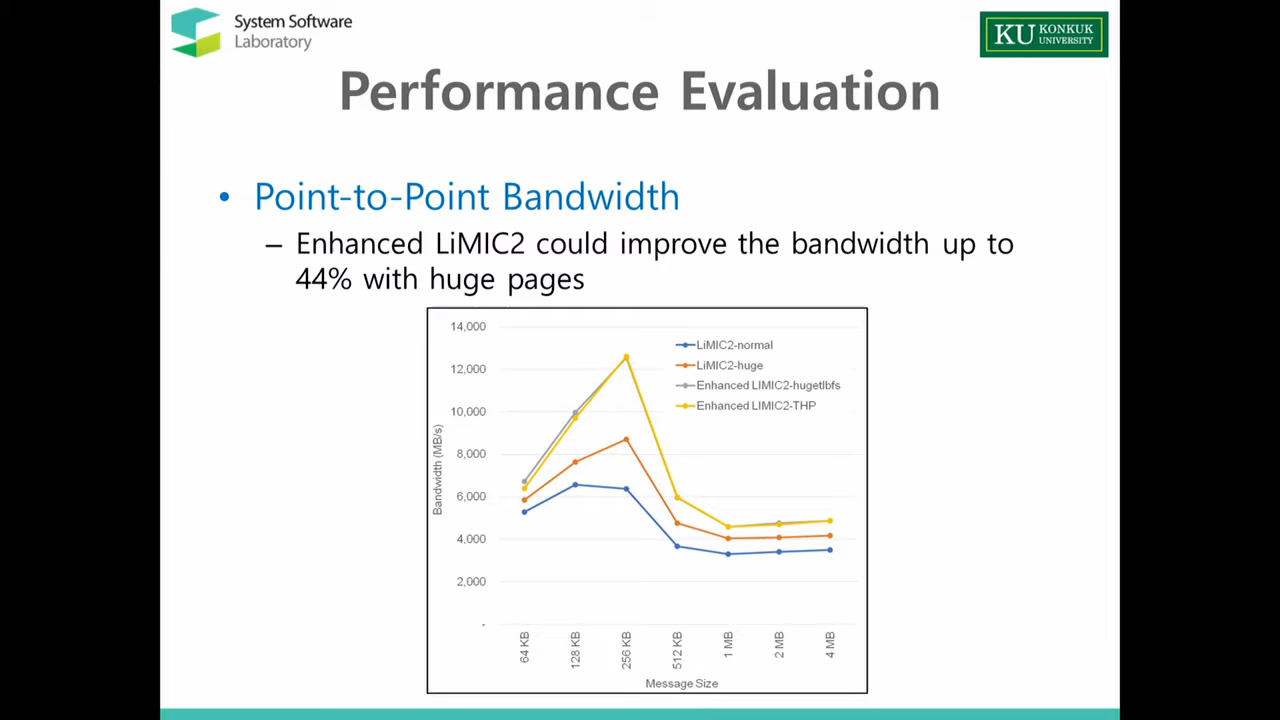 System Software
Laboratory
KU KONKUK
UNIVERSITY
Performance Evaluation
• Point-to-Point Bandwidth
– Enhanced LiMIC2 could improve the bandwidth up to
44% with huge pages
14,000
12,000
10,000
8,000
6,000
4,000
2,000
-
Bandwidth (MB/s)
LiMIC2-normal
LiMIC2-huge
Enhanced LIMIC2-hugetlbfs
Enhanced LIMIC2-THP
64 KB
128 KB
256 KB
512 KB
1 MB
2 MB
4 MB
Message Size